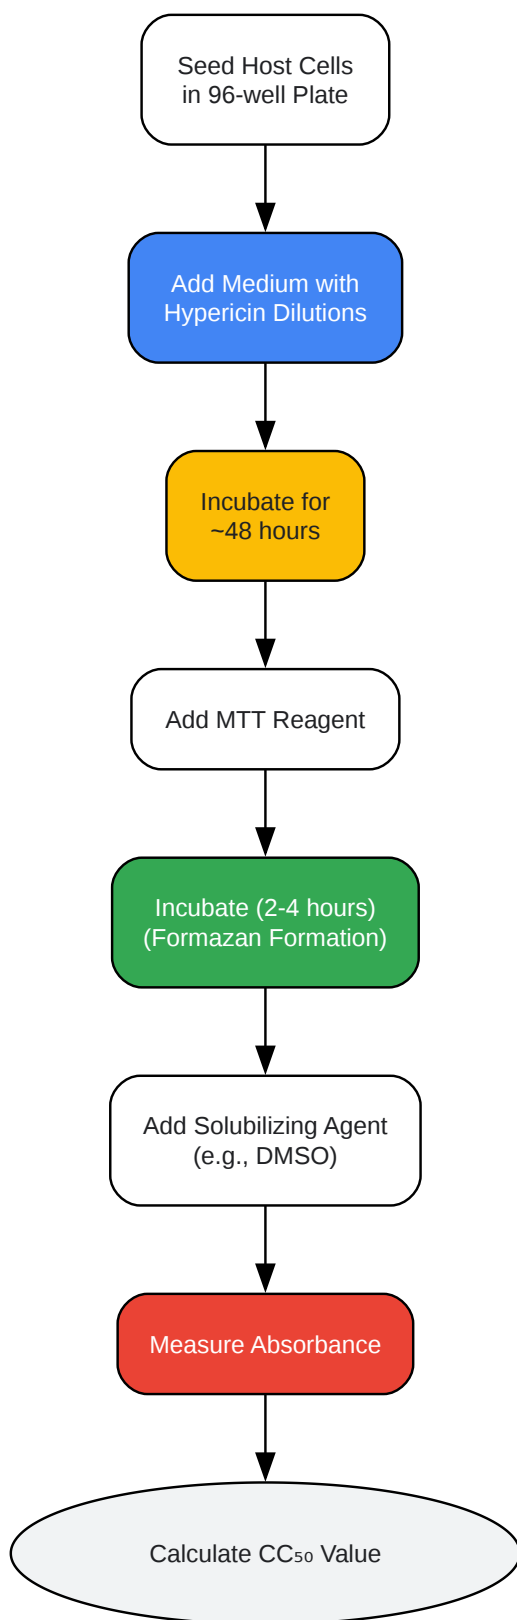 Seed Host Cells
in 96-well Plate
Add Medium with
Hypericin Dilutions
Incubate for
~48 hours
Add MTT Reagent
Incubate (2-4 hours)
(Formazan Formation)
Add Solubilizing Agent
(e.g., DMSO)
Measure Absorbance
Calculate CC₅₀ Value